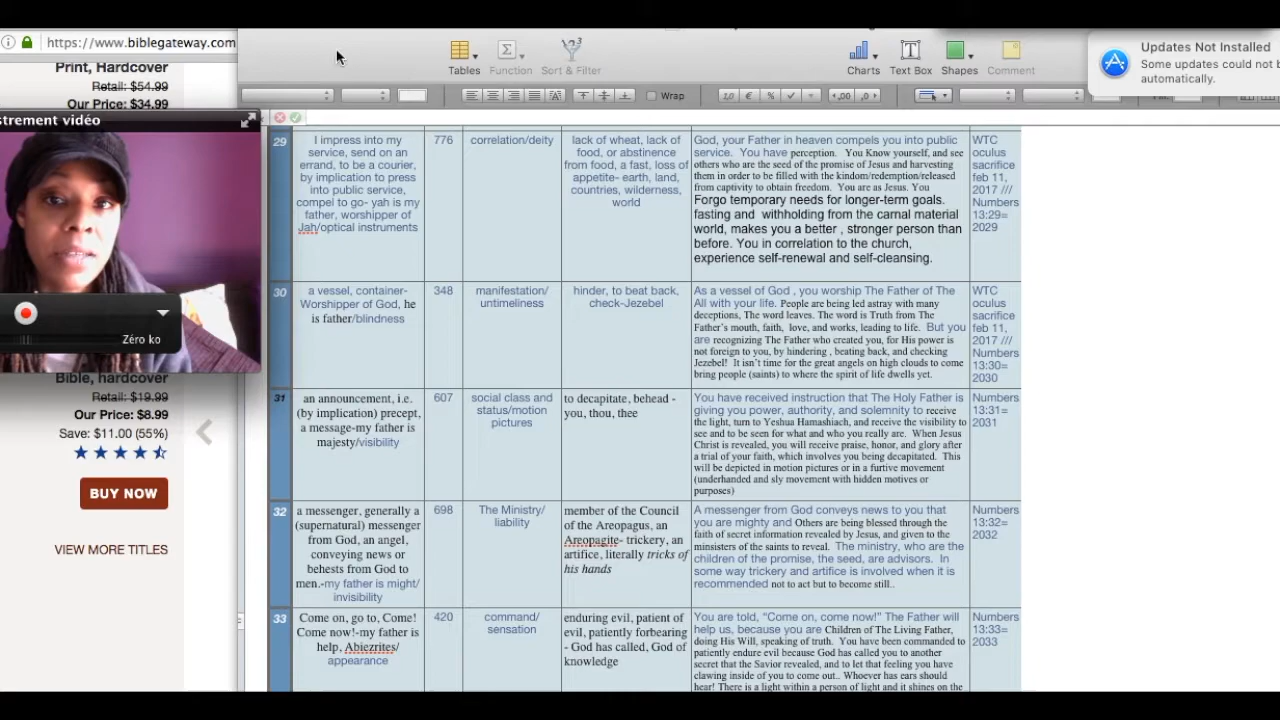 https://www.biblegateway.com
Print, Hardcover
Retail: $54.99
Our Price: $34.99
strement vidéo
Zéro ko
Bible, hardcover
Retail: $19.99
Our Price: $8.99
Save: $11.00 (55%)
BUY NOW
VIEW MORE TITLES
Tables
Function
Sort & Filter
Charts
Text Box
Shapes
Comment
Updates Not Installed
Some updates could not b
automatically.
Wrap
29
I impress into my
service, send on an
errand, to be a courier,
by implication to press
into public service,
compel to go- yah is my
father, worshipper of
Jah/optical instruments
776
correlation/deity
lack of wheat, lack of
food, or abstinence
from food, a fast, loss of
appetite- earth, land,
countries, wilderness,
world
God, your Father in heaven compels you into public
service. You have perception. You Know yourself, and see
others who are the seed of the promise of Jesus and harvesting
them in order to be filled with the kindom/redemption/released
from captivity to obtain freedom. You are as Jesus. You
Forgo temporary needs for longer-term goals.
fasting and withholding from the carnal material
world, makes you a better , stronger person than
before. You in correlation to the church,
experience self-renewal and self-cleansing.
WTC
oculus
sacrifice
feb 11,
2017 ///
Numbers
13:29=
2029
30
a vessel, container-
Worshipper of God, he
is father/blindness
348
manifestation/
untimeliness
hinder, to beat back,
check-Jezebel
As a vessel of God , you worship The Father of The
All with your life. People are being led astray with many
deceptions, The word leaves. The word is Truth from The
Father's mouth, faith, love, and works, leading to life. But you
are recognizing The Father who created you, for His power is
not foreign to you, by hindering , beating back, and checking
Jezebel! It isn't time for the great angels on high clouds to come
bring people (saints) to where the spirit of life dwells yet.
WTC
oculus
sacrifice
feb 11,
2017 ///
Numbers
13:30=
2030
31
an announcement, i.e.
(by implication) precept,
a message-my father is
majesty/visibility
607
social class and
status/motion
pictures
to decapitate, behead -
you, thou, thee
You have received instruction that The Holy Father is
giving you power, authority, and solemnity to receive
the light, turn to Yeshua Hamashiach, and receive the visibility to
see and to be seen for what and who you really are. When Jesus
Christ is revealed, you will receive praise, honor, and glory after
a trial of your faith, which involves you being decapitated. This
will be depicted in motion pictures or in a furtive movement
(underhanded and sly movement with hidden motives or
purposes)
Numbers
13:31=
2031
32
a messenger, generally a
(supernatural) messenger
from God, an angel,
conveying news or
behests from God to
men.-my father is might/
invisibility
698
The Ministry/
liability
member of the Council
of the Areopagus, an
Areopagite- trickery, an
artifice, literally tricks of
his hands
A messenger from God conveys news to you that
you are mighty and Others are being blessed through the
faith of secret information revealed by Jesus, and given to the
minsisters of the saints to reveal. The ministry, who are the
children of the promise, the seed, are advisors. In
some way trickery and artifice is involved when it is
recommended not to act but to become still..
Numbers
13:32=
2032
33
Come on, go to, Come!
Come now!-my father is
help, Abiezrites/
appearance
420
command/
sensation
enduring evil, patient of
evil, patiently forbearing
- God has called, God of
knowledge
You are told, "Come on, come now!" The Father will
help us, because you are Children of The Living Father,
doing His Will, speaking of truth. You have been commanded to
patiently endure evil because God has called you to another
secret that the Savior revealed, and to let that feeling you have
clawing inside of you to come out.. Whoever has ears should
hear! There is a light within a person of light and it shines on the
Numbers
13:33=
2033